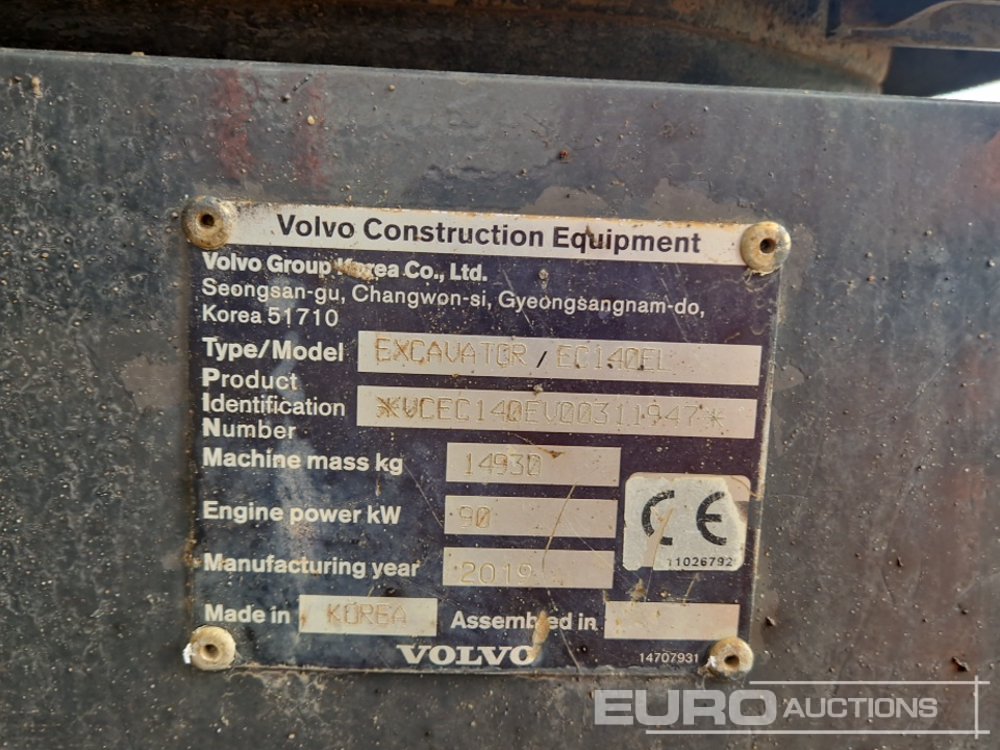 Volvo Construction Equipment
Volvo Group Korea Co., Ltd.
Seongsan-gu, Changwon-si, Gyeongsangnam-do,
Korea 51710
Type/Model EXCAVATOR / EC140EL
Product
Identification *VCEC140EV00311947*
Number
Machine mass kg 14930
Engine power kW 90
CE
11026792
Manufacturing year 2019
Made in KOREA Assembled in
VOLVO 14707931
EURO AUCTIONS